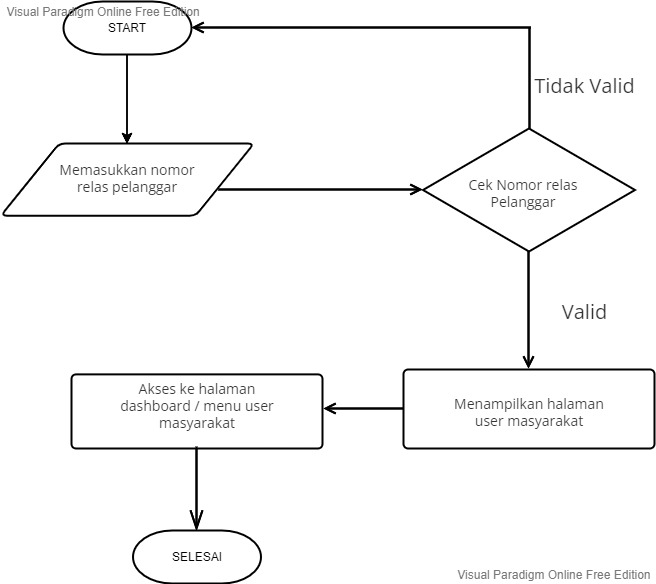 Visual Paradigm Online Free Edition
START
Tidak Valid
Memasukkan nomor
relas pelanggar
Cek Nomor relas
Pelanggar
Valid
Menampilkan halaman
user masyarakat
Akses ke halaman
dashboard / menu user
masyarakat
SELESAI
Visual Paradigm Online Free Edition